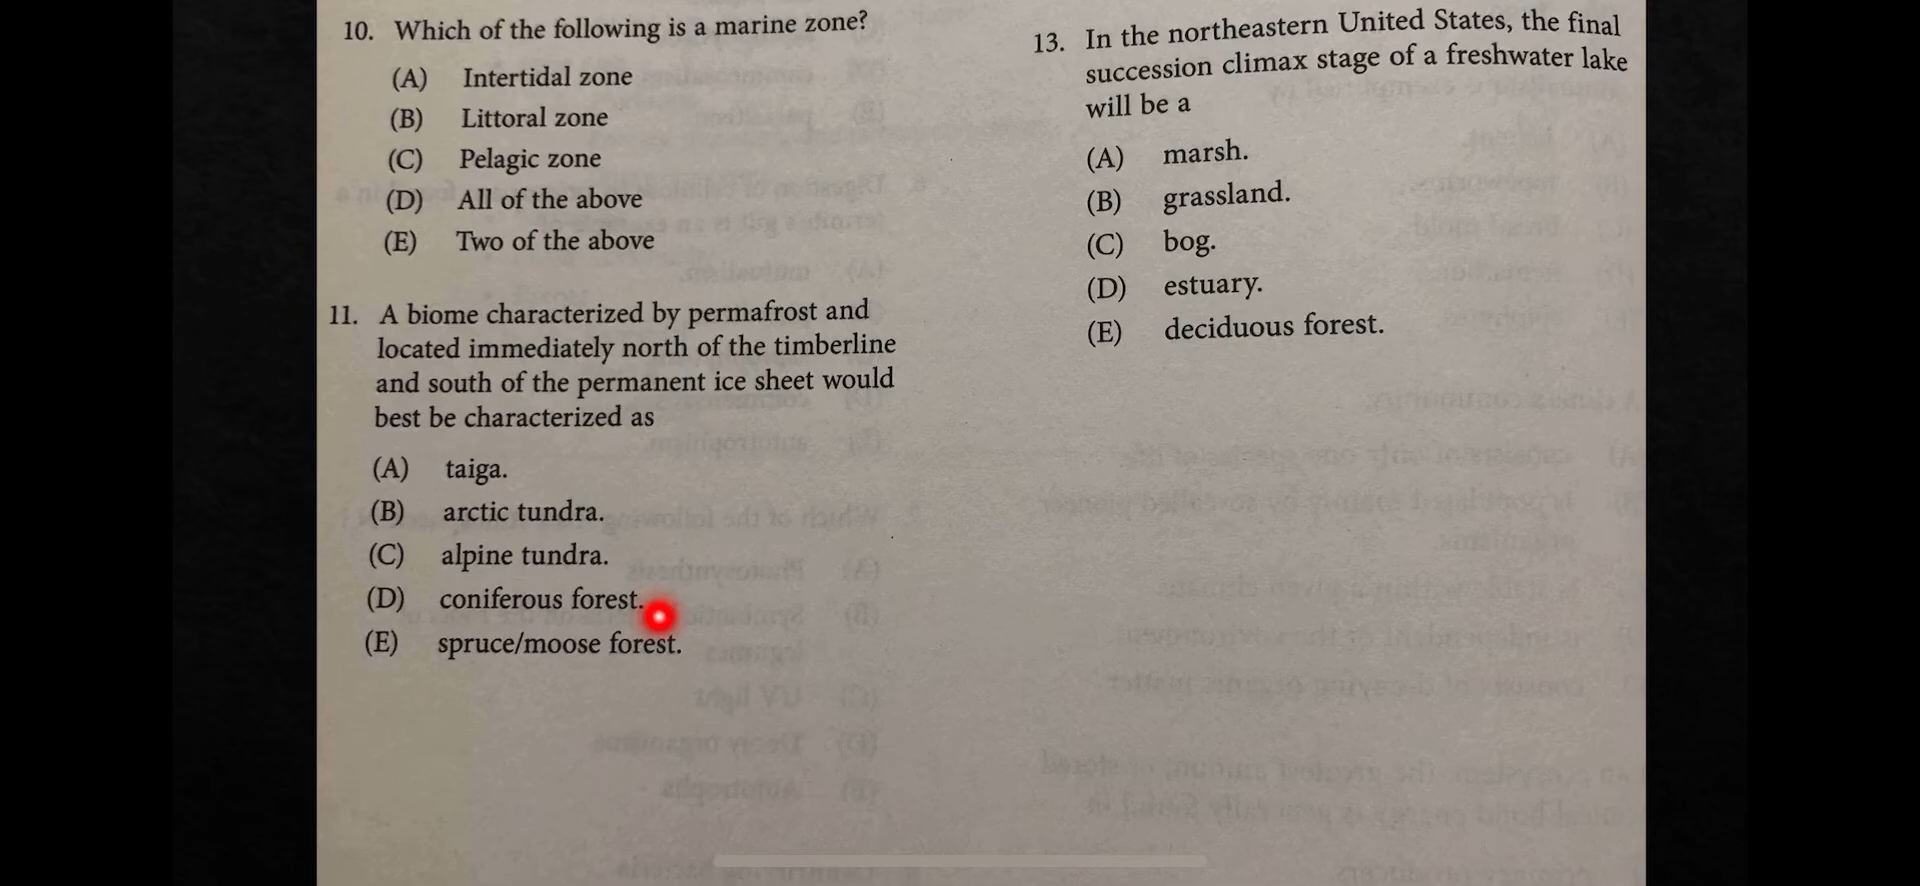 10. Which of the following is a marine zone?
(A) Intertidal zone
(B) Littoral zone
(C) Pelagic zone
(D) All of the above
(E) Two of the above
11. A biome characterized by permafrost and
located immediately north of the timberline
and south of the permanent ice sheet would
best be characterized as
(A) taiga.
(B) arctic tundra.
(C) alpine tundra.
(D) coniferous forest.
(E) spruce/moose forest.
13. In the northeastern United States, the final
succession climax stage of a freshwater lake
will be a
(A) marsh.
(B) grassland.
(C) bog.
(D) estuary.
(E) deciduous forest.